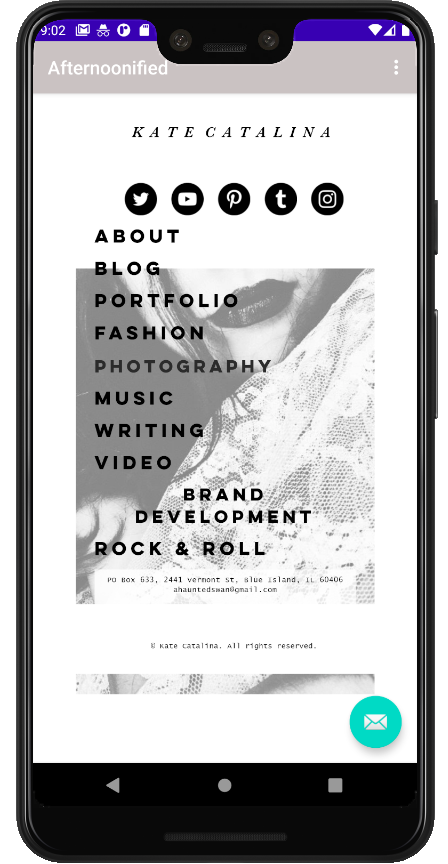 9:02
Afternoonified
KATE CATALINA
ABOUT
BLOG
PORTFOLIO
FASHION
PHOTOGRAPHY
MUSIC
WRITING
VIDEO
BRAND
DEVELOPMENT
ROCK & ROLL
PO Box 633, 2441 Vermont St, Blue Island, IL 60406
ahauntedswan@gmail.com
© Kate Catalina. All rights reserved.